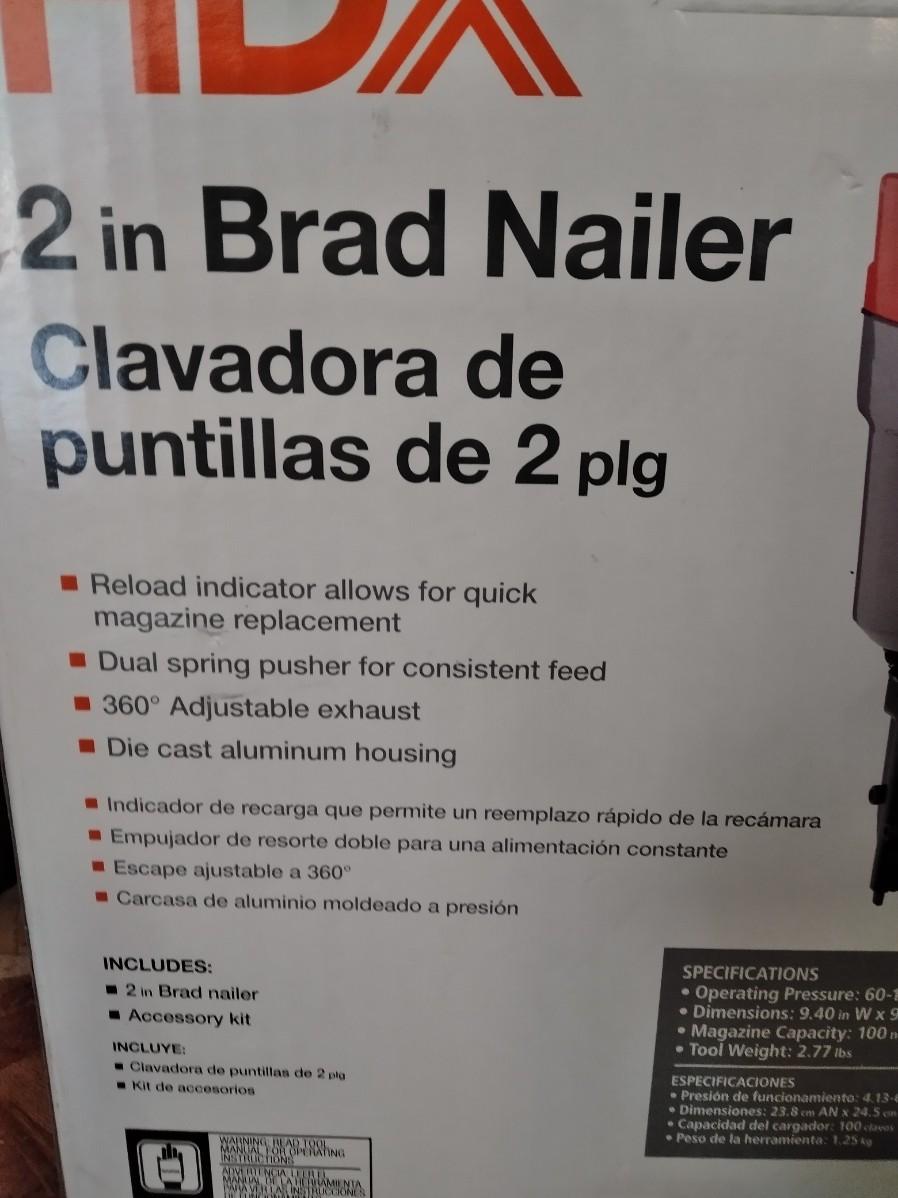 HDX
2 in Brad Nailer
Clavadora de
puntillas de 2 plg
Reload indicator allows for quick
magazine replacement
Dual spring pusher for consistent feed
360° Adjustable exhaust
Die cast aluminum housing
Indicador de recarga que permite un reemplazo rápido de la recámara
Empujador de resorte doble para una alimentación constante
Escape ajustable a 360°
Carcasa de aluminio moldeado a presión
INCLUDES:
2 in Brad nailer
Accessory kit
INCLUYE:
Clavadora de puntillas de 2 plg
Kit de accesorios
SPECIFICATIONS
• Operating Pressure: 60-
• Dimensions: 9.40 in W x 9
• Magazine Capacity: 100 n
• Tool Weight: 2.77 lbs
ESPECIFICACIONES
• Presión de funcionamiento: 4.13-
• Dimensiones: 23.8 cm AN x 24.5 cm
• Capacidad del cargador: 100 clavos
• Peso de la herramienta: 1.25 kg
WARNING: READ TOOL
MANUAL FOR OPERATING
INSTRUCTIONS
ADVERTENCIA: LEER EL
MANUAL DE LA HERRAMIENTA
PARA VER LAS INSTRUCCIONES